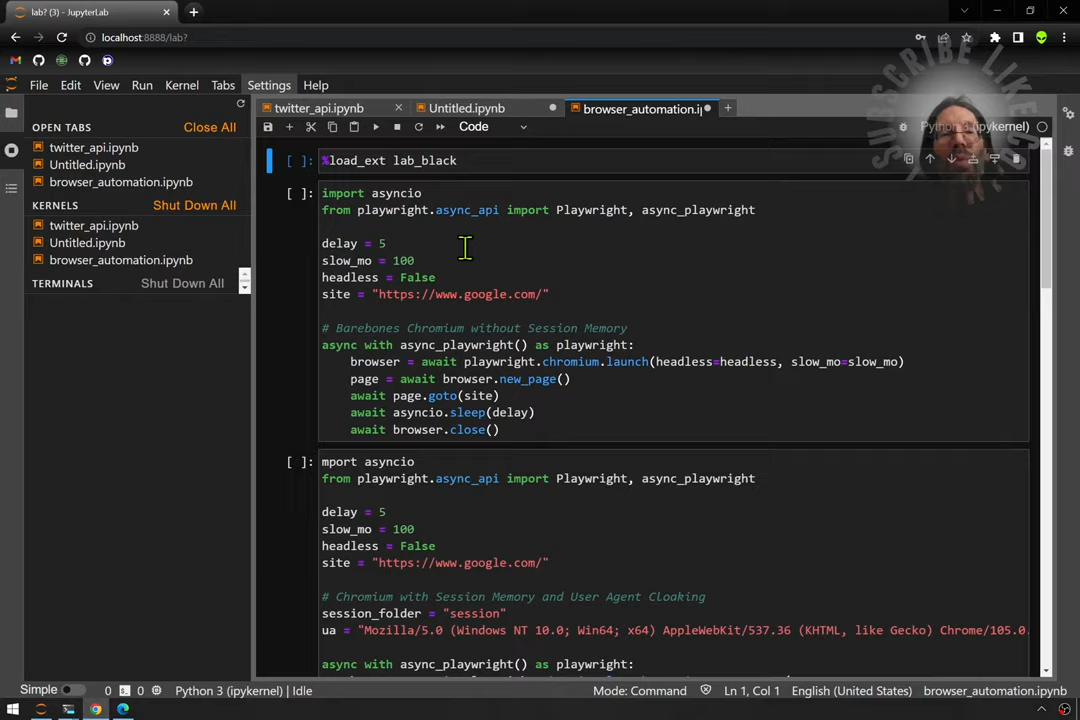 lab? (3) - JupyterLab
localhost:8888/lab?
File Edit View Run Kernel Tabs Settings Help
SUBSCRIBE LIKE
twitter_api.ipynb
Untitled.ipynb
browser_automation.ip
OPEN TABS
Close All
twitter_api.ipynb
Untitled.ipynb
browser_automation.ipynb
KERNELS
Shut Down All
twitter_api.ipynb
Untitled.ipynb
browser_automation.ipynb
TERMINALS
Shut Down All
Code
Python 3 (ipykernel)
[ ]: %load_ext lab_black
[ ]: import asyncio
from playwright.async_api import Playwright, async_playwright
delay = 5
slow_mo = 100
headless = False
site = "https://www.google.com/"
# Barebones Chromium without Session Memory
async with async_playwright() as playwright:
browser = await playwright.chromium.launch(headless=headless, slow_mo=slow_mo)
page = await browser.new_page()
await page.goto(site)
await asyncio.sleep(delay)
await browser.close()
[ ]: mport asyncio
from playwright.async_api import Playwright, async_playwright
delay = 5
slow_mo = 100
headless = False
site = "https://www.google.com/"
# Chromium with Session Memory and User Agent Cloaking
session_folder = "session"
ua = "Mozilla/5.0 (Windows NT 10.0; Win64; x64) AppleWebKit/537.36 (KHTML, like Gecko) Chrome/105.0.
async with async_playwright() as playwright:
Simple 0 0 Python 3 (ipykernel) | Idle
Mode: Command Ln 1, Col 1 English (United States) browser_automation.ipynb